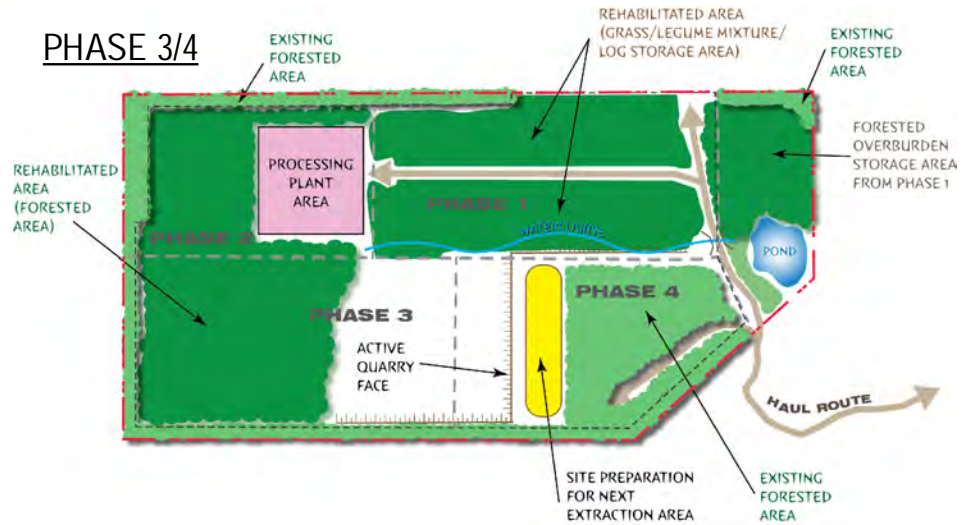 PHASE 3/4
EXISTING
FORESTED
AREA
REHABILITATED AREA
(GRASS/LEGUME MIXTURE/
LOG STORAGE AREA)
EXISTING
FORESTED
AREA
FORESTED
OVERBURDEN
STORAGE AREA
FROM PHASE 1
REHABILITATED
AREA
(FORESTED
AREA)
PROCESSING
PLANT
AREA
PHASE 1
PHASE 2
WATER
POND
PHASE 3
PHASE 4
ACTIVE
QUARRY
FACE
HAUL ROUTE
SITE PREPARATION
FOR NEXT
EXTRACTION AREA
EXISTING
FORESTED
AREA